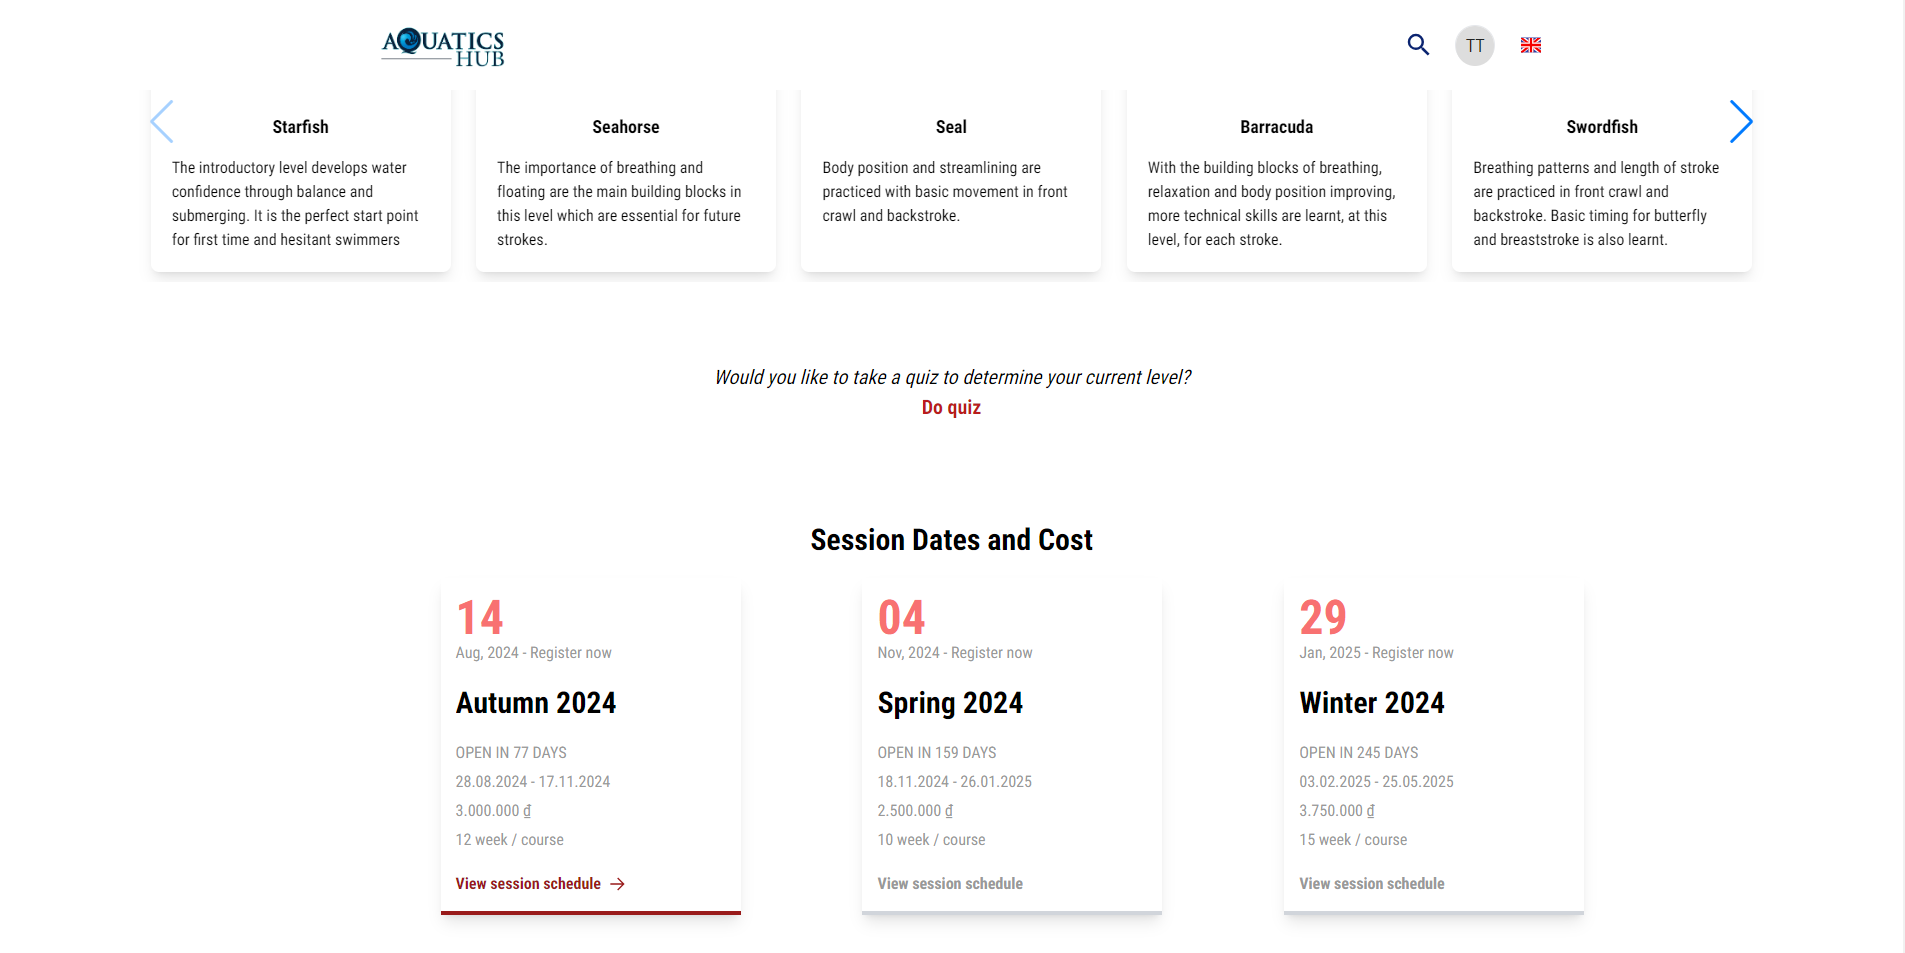 AQUATICS
HUB
TT
Starfish
The introductory level develops water
confidence through balance and
submerging. It is the perfect start point
for first time and hesitant swimmers
Seahorse
The importance of breathing and
floating are the main building blocks in
this level which are essential for future
strokes.
Seal
Body position and streamlining are
practiced with basic movement in front
crawl and backstroke.
Barracuda
With the building blocks of breathing,
relaxation and body position improving,
more technical skills are learnt, at this
level, for each stroke.
Swordfish
Breathing patterns and length of stroke
are practiced in front crawl and
backstroke. Basic timing for butterfly
and breaststroke is also learnt.
Would you like to take a quiz to determine your current level?
Do quiz
Session Dates and Cost
14
Aug, 2024 - Register now
Autumn 2024
OPEN IN 77 DAYS
28.08.2024 - 17.11.2024
3.000.000 ₫
12 week / course
View session schedule →
04
Nov, 2024 - Register now
Spring 2024
OPEN IN 159 DAYS
18.11.2024 - 26.01.2025
2.500.000 ₫
10 week / course
View session schedule
29
Jan, 2025 - Register now
Winter 2024
OPEN IN 245 DAYS
03.02.2025 - 25.05.2025
3.750.000 ₫
15 week / course
View session schedule